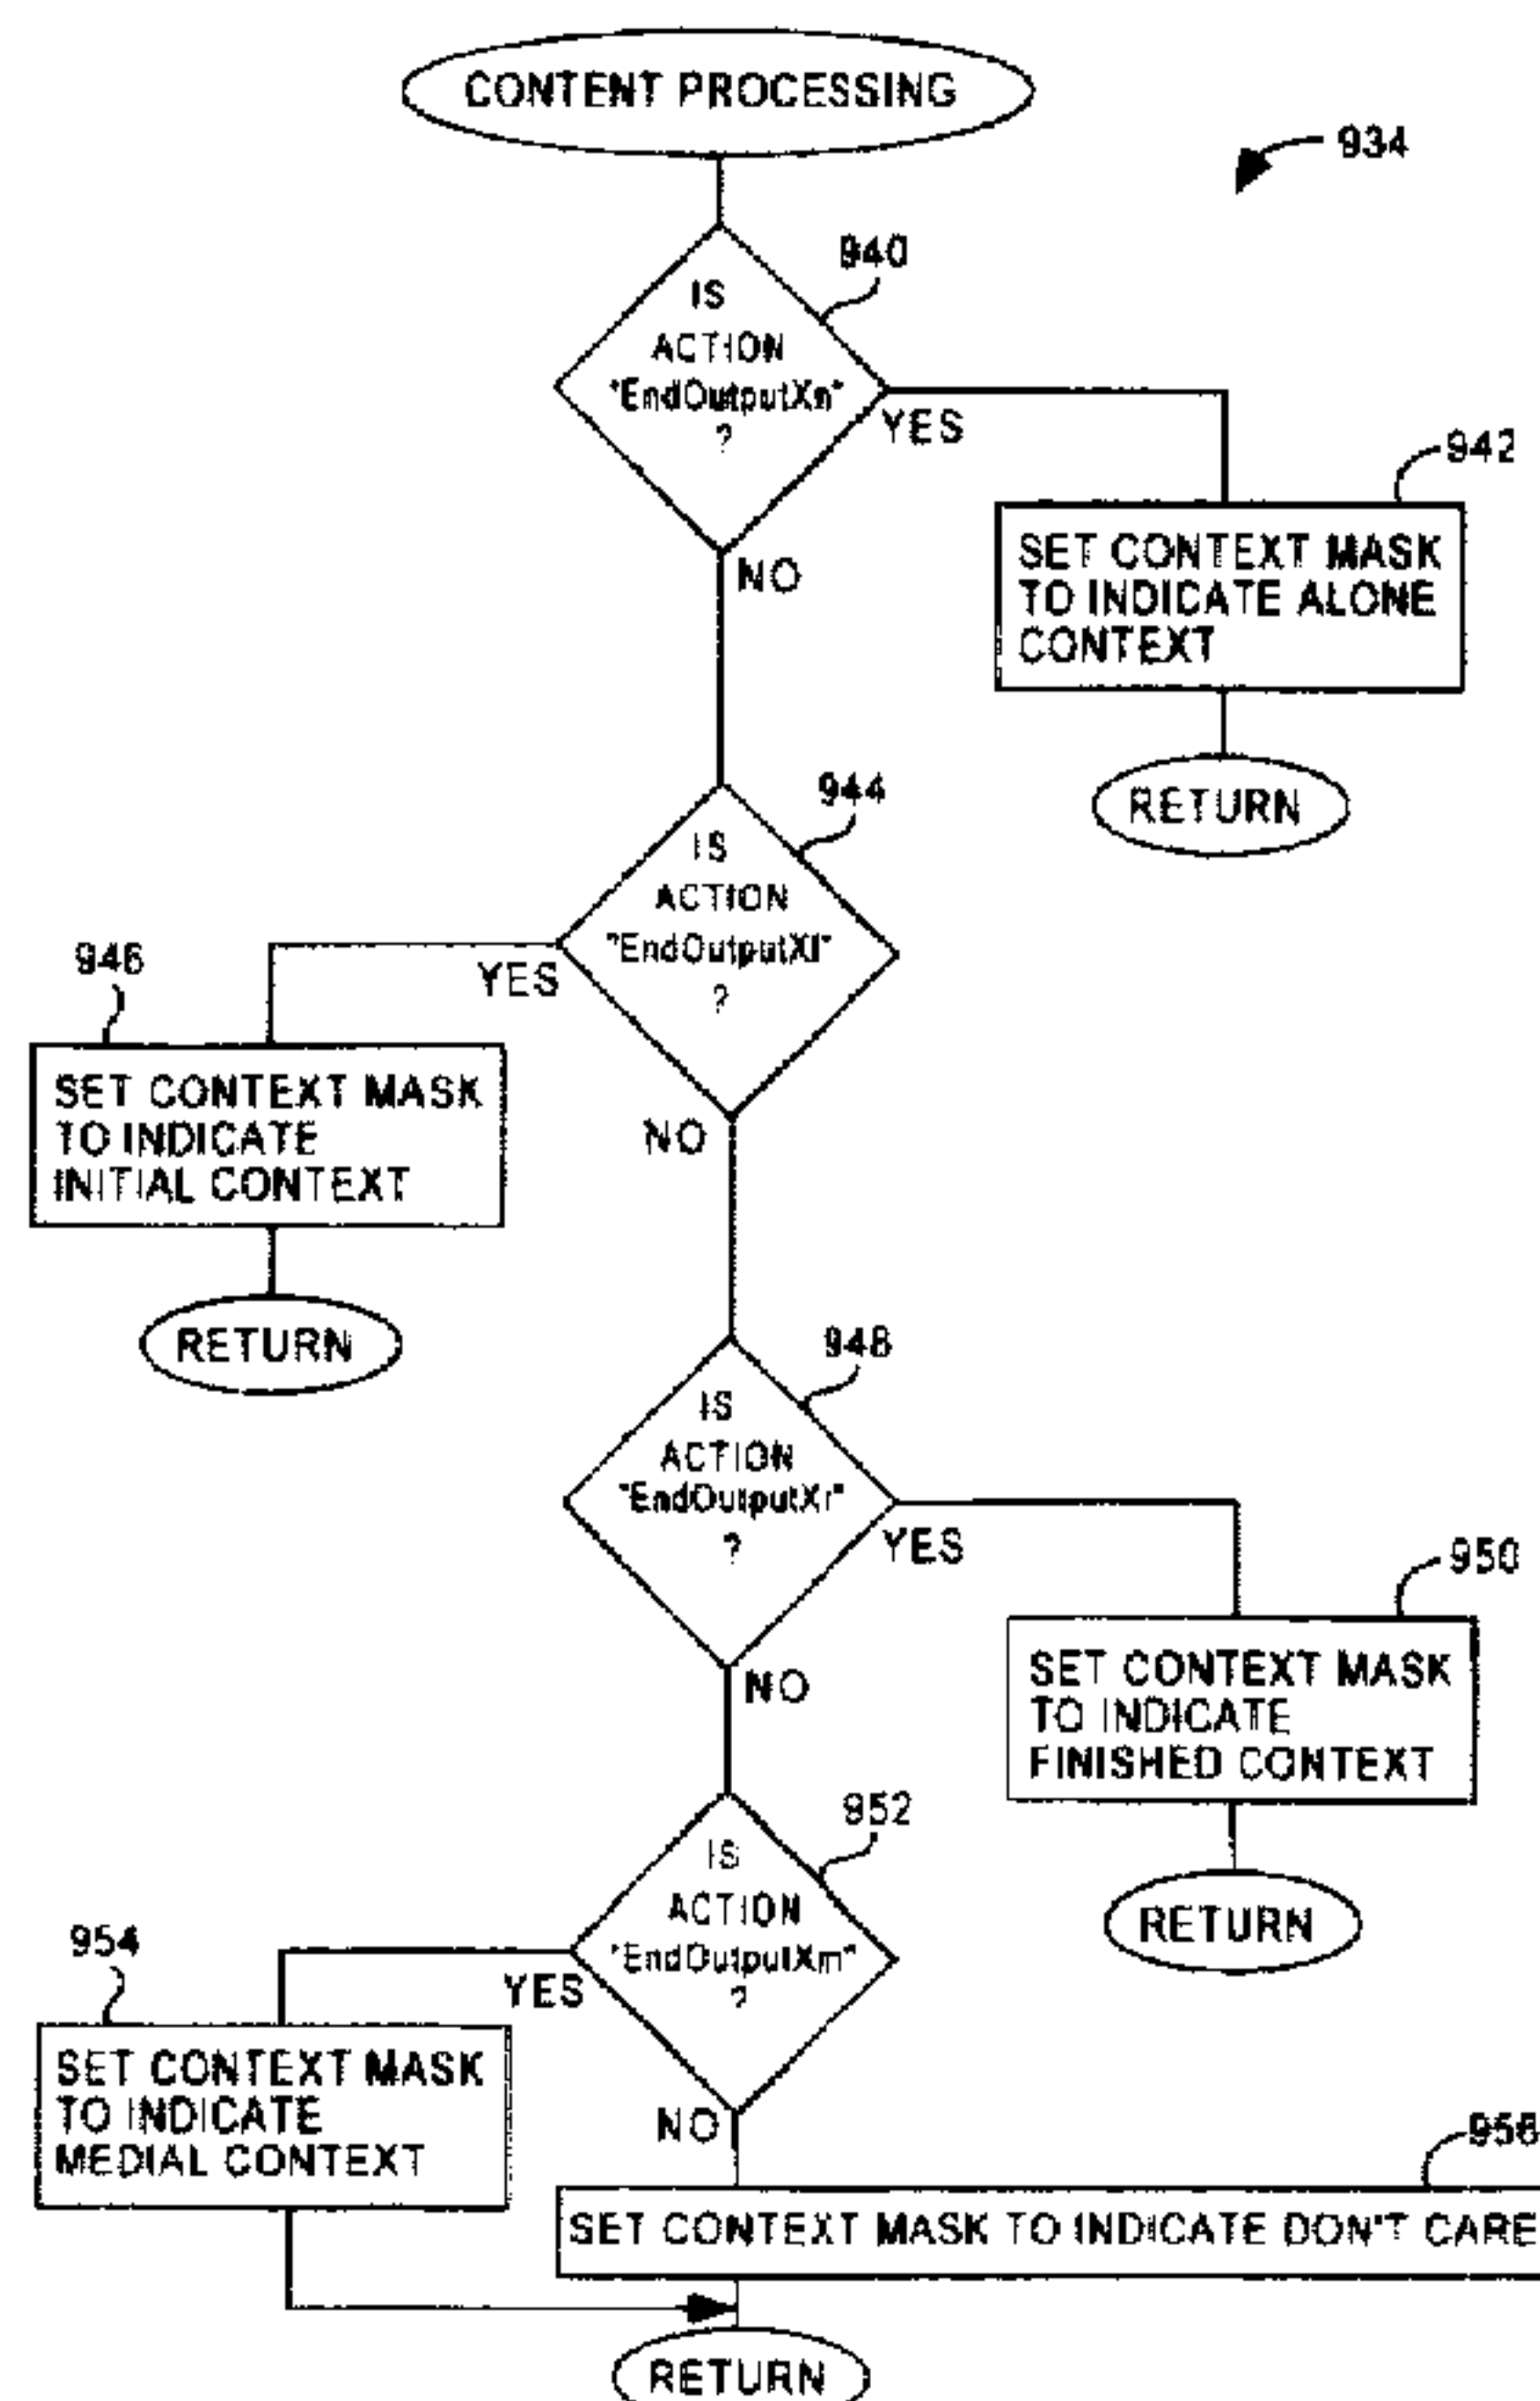 CONTENT PROCESSING
934
940
IS
ACTION
"EndOutputXn"
?
YES
NO
942
SET CONTEXT MASK
TO INDICATE ALONE
CONTEXT
RETURN
944
IS
ACTION
"EndOutputXl"
?
YES
NO
946
SET CONTEXT MASK
TO INDICATE
INITIAL CONTEXT
RETURN
948
IS
ACTION
"EndOutputXr"
?
YES
NO
950
SET CONTEXT MASK
TO INDICATE
FINISHED CONTEXT
RETURN
952
IS
ACTION
"EndOutputXm"
?
YES
NO
954
SET CONTEXT MASK
TO INDICATE
MEDIAL CONTEXT
956
SET CONTEXT MASK TO INDICATE DON'T CARE
RETURN